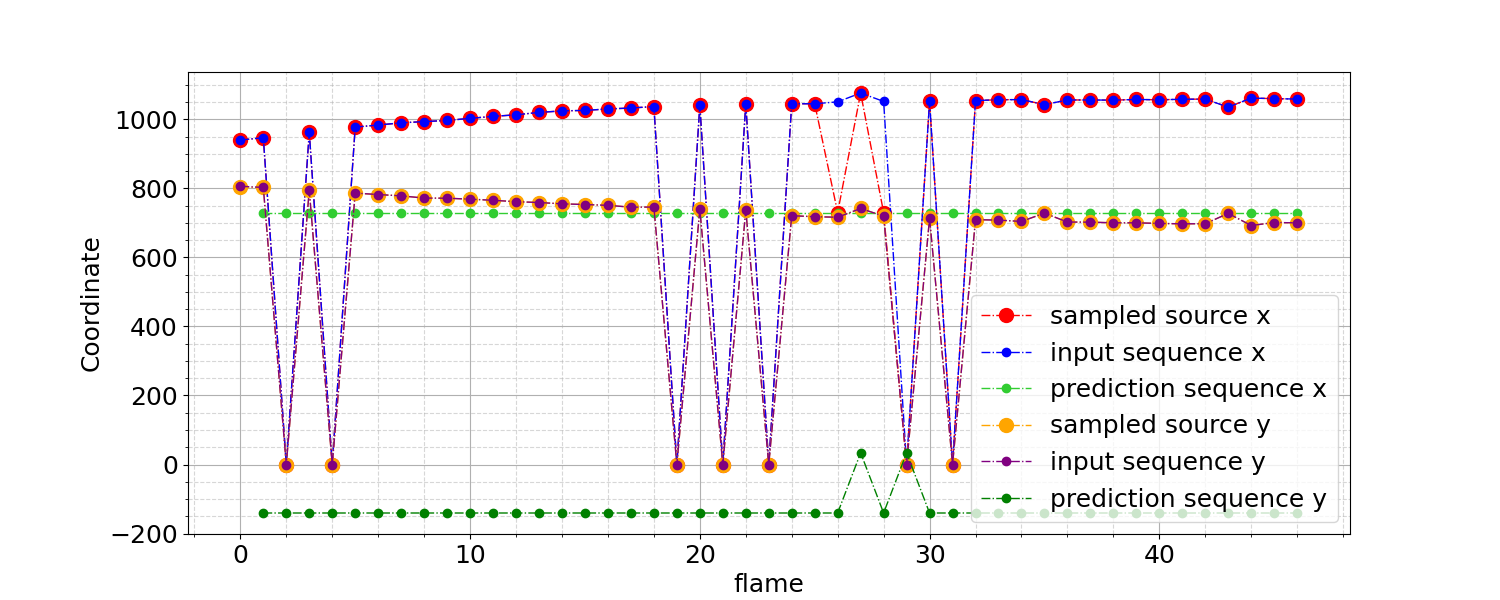 1000
800
600
400
200
0
−200
Coordinate
0 10 20 30 40
flame
sampled source x
input sequence x
prediction sequence x
sampled source y
input sequence y
prediction sequence y